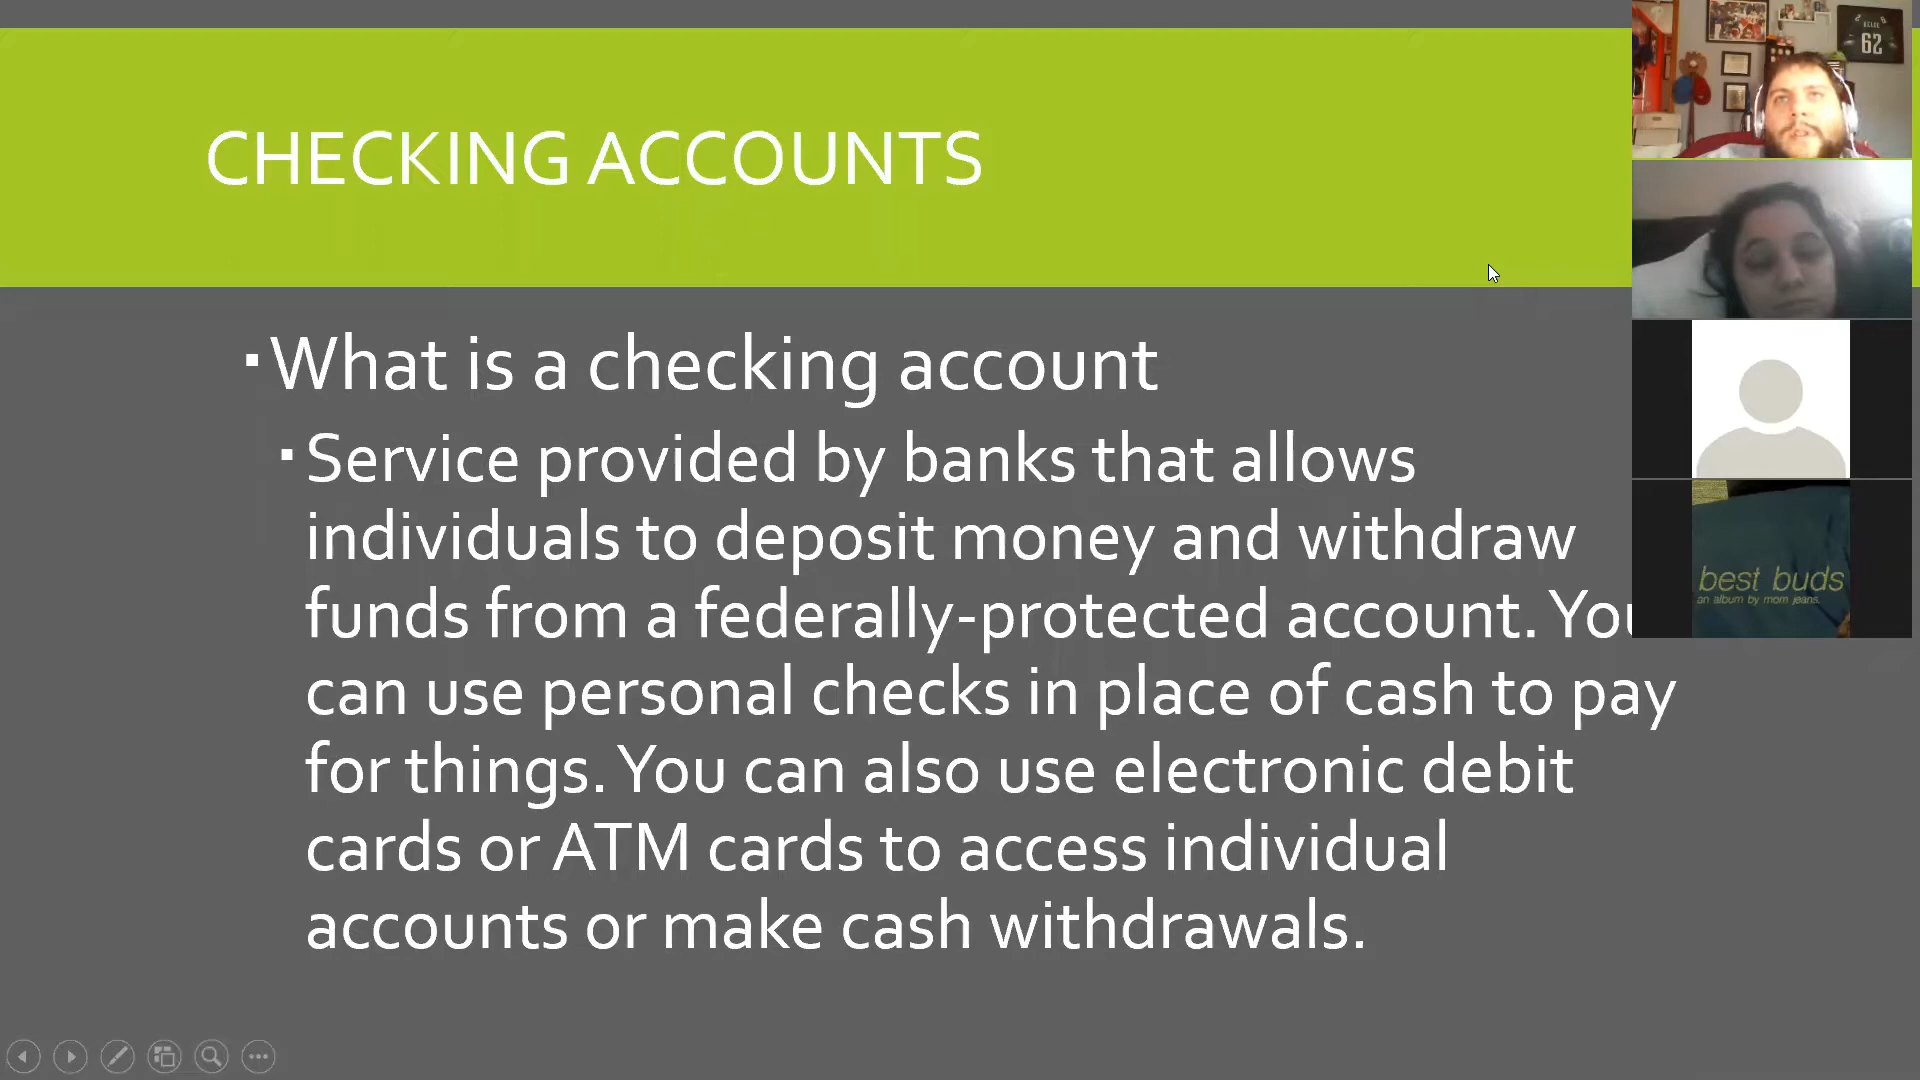 CHECKING ACCOUNTS
What is a checking account
Service provided by banks that allows
individuals to deposit money and withdraw
funds from a federally-protected account. You
can use personal checks in place of cash to pay
for things. You can also use electronic debit
cards or ATM cards to access individual
accounts or make cash withdrawals.
KELCE
62
best buds
an album by mom jeans.